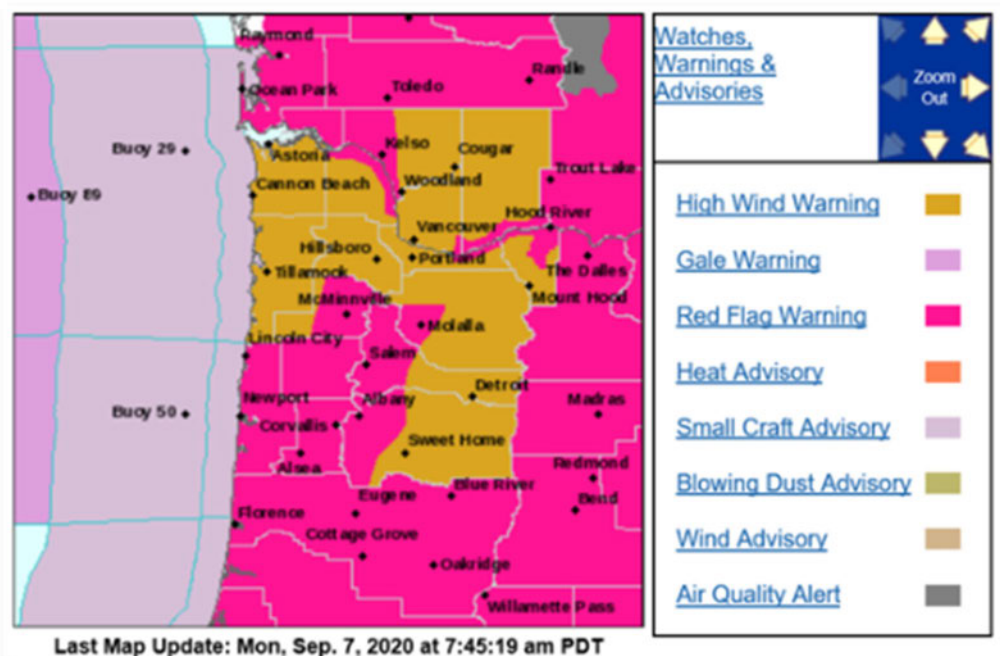 Raymond
Ocean Park
Toledo
Randle
Buoy 29
Astoria
Kelso
Cougar
Trout Lake
Buoy 89
Cannon Beach
Woodland
Hood River
Vancouver
Hillsboro
Portland
Tillamook
The Dalles
McMinnville
Mount Hood
Molalla
Lincoln City
Salem
Detroit
Newport
Albany
Madras
Buoy 50
Corvallis
Sweet Home
Alsea
Redmond
Blue River
Eugene
Bend
Florence
Cottage Grove
Oakridge
Willamette Pass
Last Map Update: Mon, Sep. 7, 2020 at 7:45:19 am PDT
Watches,
Warnings &
Advisories
Zoom
Out
High Wind Warning
Gale Warning
Red Flag Warning
Heat Advisory
Small Craft Advisory
Blowing Dust Advisory
Wind Advisory
Air Quality Alert